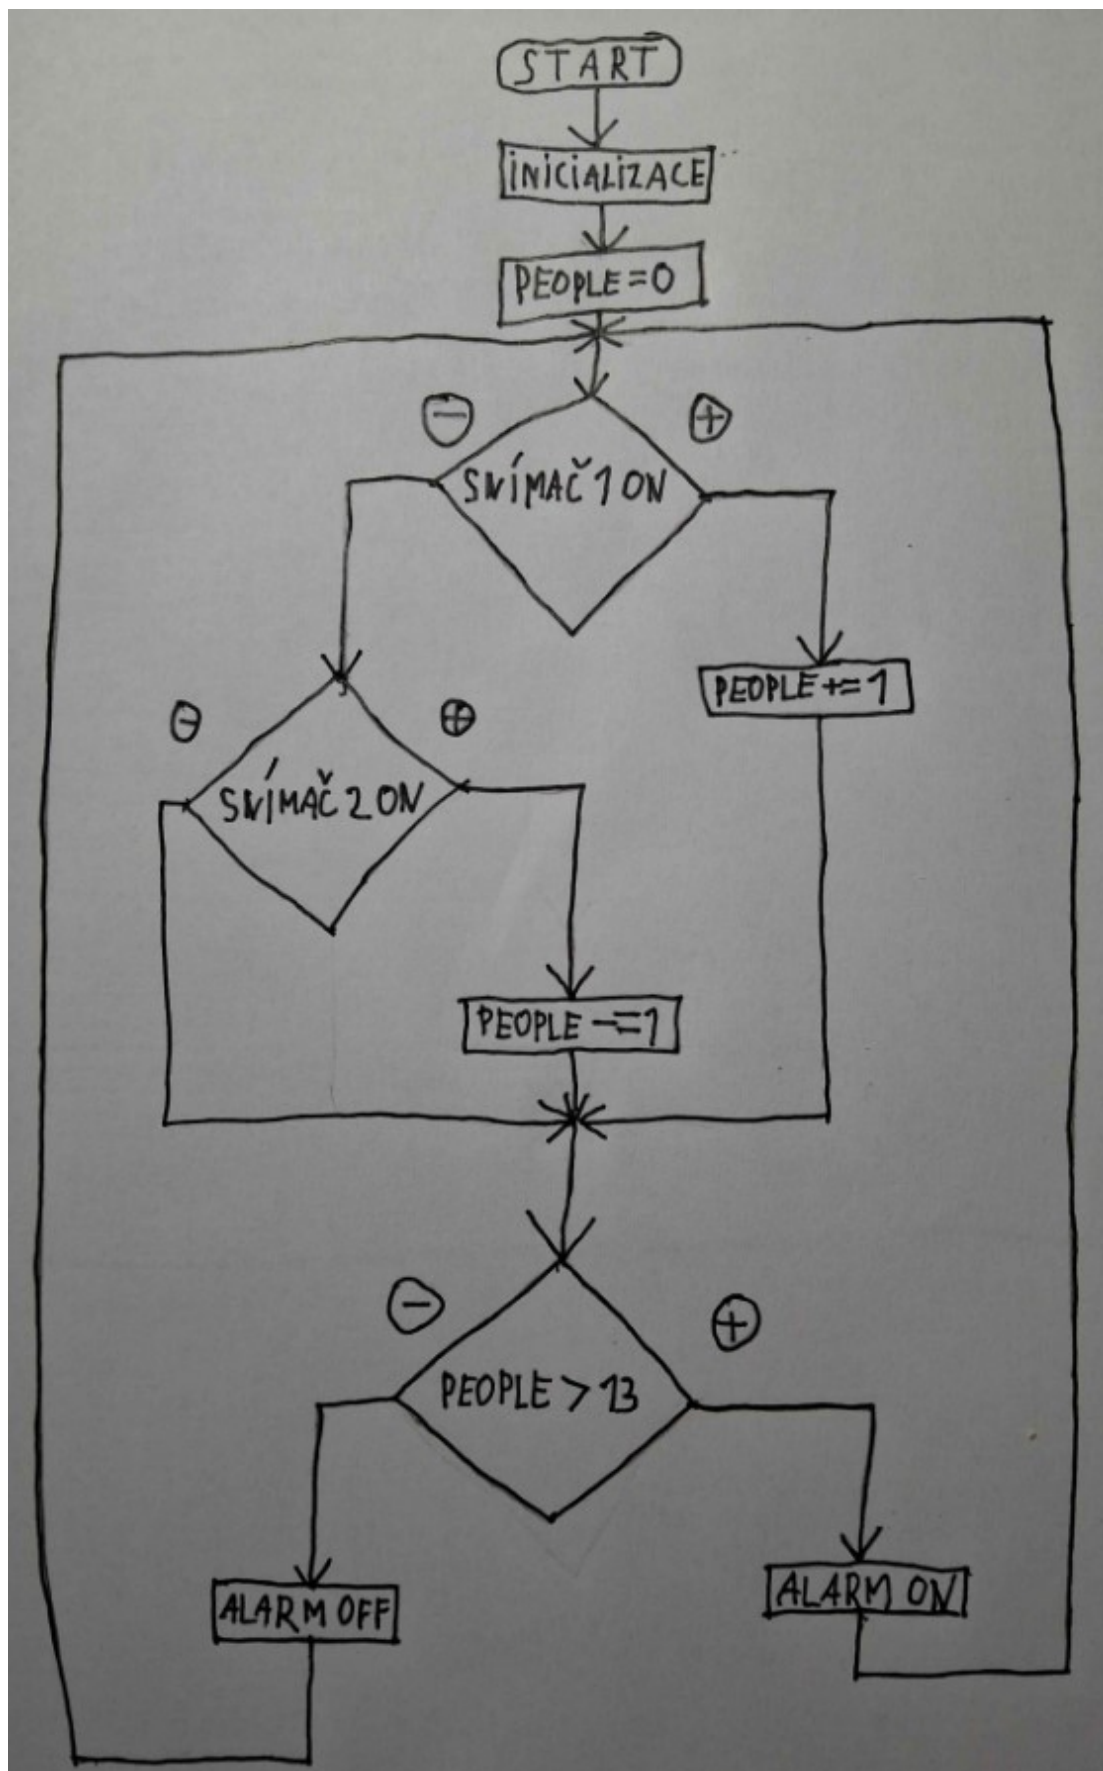 START
INICIALIZACE
PEOPLE=0
- +
SNÍMAČ 1 ON
PEOPLE+=1
- +
SNÍMAČ 2 ON
PEOPLE -=1
- +
PEOPLE > 13
ALARM ON
ALARM OFF